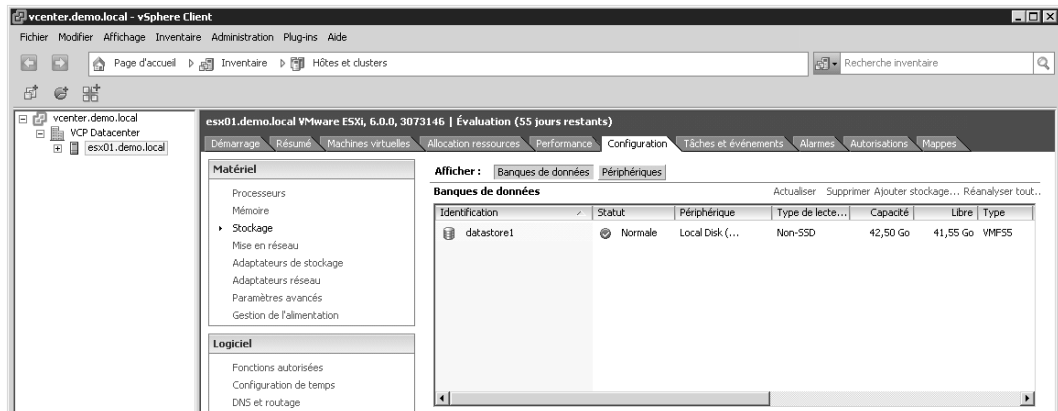 vcenter.demo.local - vSphere Client
Fichier Modifier Affichage Inventaire Administration Plug-ins Aide
Page d'accueil Inventaire Hôtes et clusters Recherche inventaire
vcenter.demo.local
VCP Datacenter
esx01.demo.local
esx01.demo.local VMware ESXi, 6.0.0, 3073146 | Évaluation (55 jours restants)
Démarrage Résumé Machines virtuelles Allocation ressources Performance Configuration Tâches et événements Alarmes Autorisations Mappes
Matériel
Processeurs
Mémoire
Stockage
Mise en réseau
Adaptateurs de stockage
Adaptateurs réseau
Paramètres avancés
Gestion de l'alimentation
Logiciel
Fonctions autorisées
Configuration de temps
DNS et routage
Afficher : Banques de données Périphériques
Banques de données Actualiser Supprimer Ajouter stockage... Réanalyser tout..
Identification Statut Périphérique Type de lecte... Capacité Libre Type
datastore1 Normale Local Disk (... Non-SSD 42,50 Go 41,55 Go VMFS5